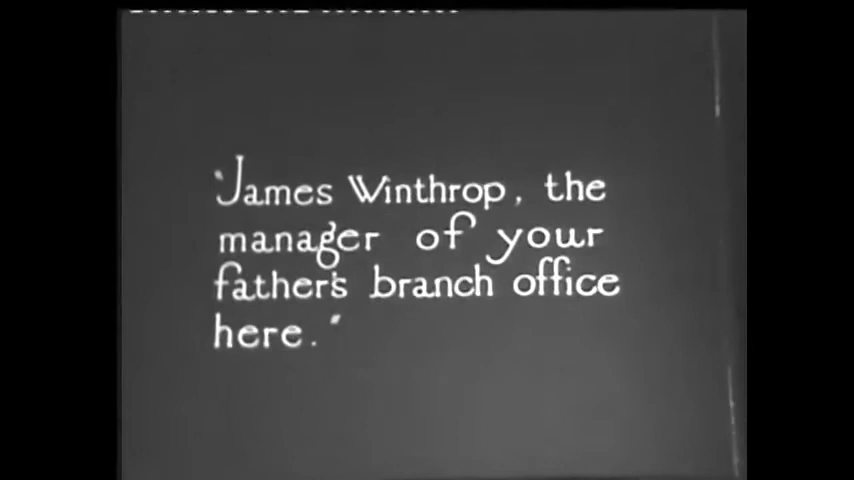 "James Winthrop, the
manager of your
father's branch office
here."